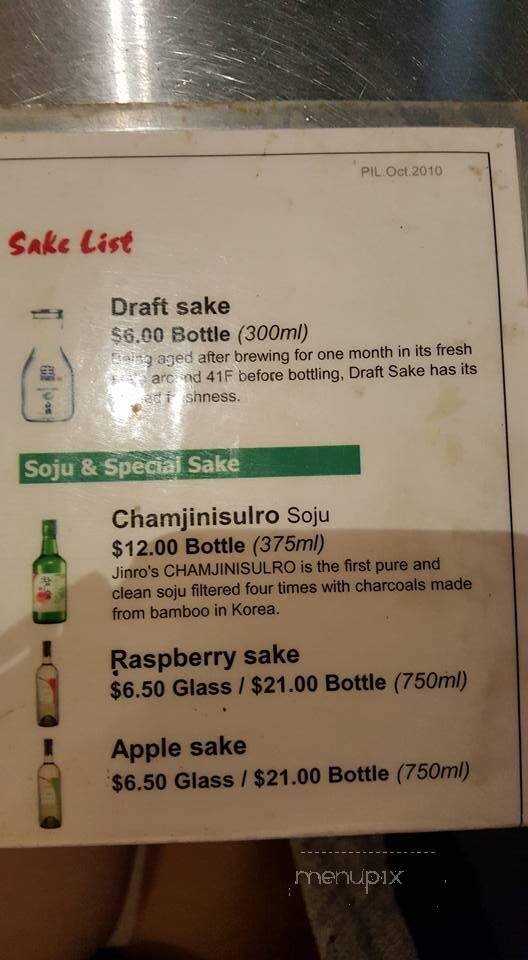 PIL.Oct.2010
Sake List
Draft sake
$6.00 Bottle (300ml)
Being aged after brewing for one month in its fresh
around 41F before bottling, Draft Sake has its
freshness.
Soju & Special Sake
Chamjinisulro Soju
$12.00 Bottle (375ml)
Jinro's CHAMJINISULRO is the first pure and
clean soju filtered four times with charcoals made
from bamboo in Korea.
Raspberry sake
$6.50 Glass / $21.00 Bottle (750ml)
Apple sake
$6.50 Glass / $21.00 Bottle (750ml)
menupix